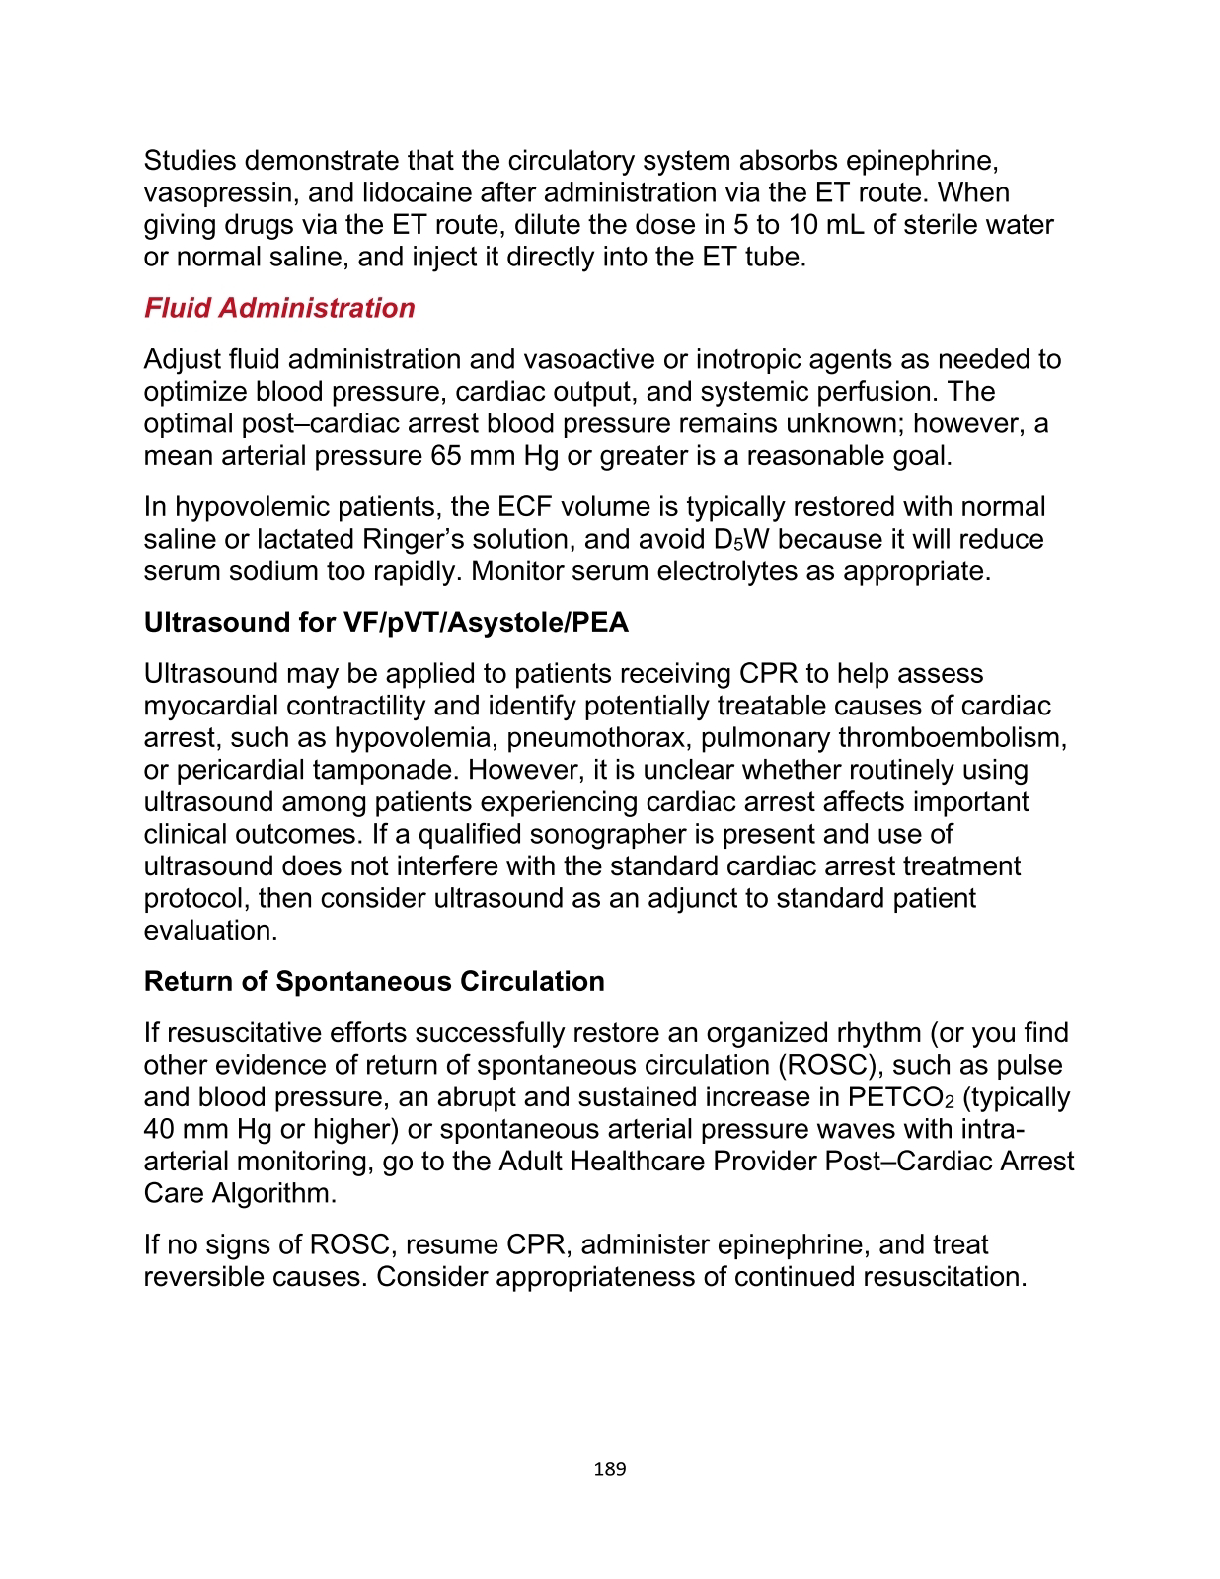 Studies demonstrate that the circulatory system absorbs epinephrine,
vasopressin, and lidocaine after administration via the ET route. When
giving drugs via the ET route, dilute the dose in 5 to 10 mL of sterile water
or normal saline, and inject it directly into the ET tube.
Fluid Administration
Adjust fluid administration and vasoactive or inotropic agents as needed to
optimize blood pressure, cardiac output, and systemic perfusion. The
optimal post–cardiac arrest blood pressure remains unknown; however, a
mean arterial pressure 65 mm Hg or greater is a reasonable goal.
In hypovolemic patients, the ECF volume is typically restored with normal
saline or lactated Ringer’s solution, and avoid D₅W because it will reduce
serum sodium too rapidly. Monitor serum electrolytes as appropriate.
Ultrasound for VF/pVT/Asystole/PEA
Ultrasound may be applied to patients receiving CPR to help assess
myocardial contractility and identify potentially treatable causes of cardiac
arrest, such as hypovolemia, pneumothorax, pulmonary thromboembolism,
or pericardial tamponade. However, it is unclear whether routinely using
ultrasound among patients experiencing cardiac arrest affects important
clinical outcomes. If a qualified sonographer is present and use of
ultrasound does not interfere with the standard cardiac arrest treatment
protocol, then consider ultrasound as an adjunct to standard patient
evaluation.
Return of Spontaneous Circulation
If resuscitative efforts successfully restore an organized rhythm (or you find
other evidence of return of spontaneous circulation (ROSC), such as pulse
and blood pressure, an abrupt and sustained increase in PETCO₂ (typically
40 mm Hg or higher) or spontaneous arterial pressure waves with intra-
arterial monitoring, go to the Adult Healthcare Provider Post–Cardiac Arrest
Care Algorithm.
If no signs of ROSC, resume CPR, administer epinephrine, and treat
reversible causes. Consider appropriateness of continued resuscitation.
189